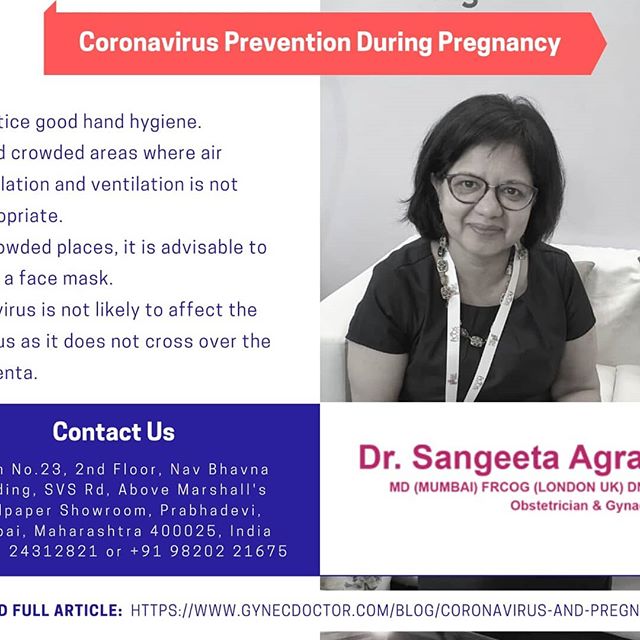 Coronavirus Prevention During Pregnancy
tice good hand hygiene.
d crowded areas where air
lation and ventilation is not
opriate.
owded places, it is advisable to
a face mask.
virus is not likely to affect the
us as it does not cross over the
enta.
Contact Us
No.23, 2nd Floor, Nav Bhavna
ding, SVS Rd, Above Marshall's
lpaper Showroom, Prabhadevi,
bai, Maharashtra 400025, India
24312821 or +91 98202 21675
Dr. Sangeeta Agra
MD (MUMBAI) FRCOG (LONDON UK) DN
Obstetrician & Gynae
D FULL ARTICLE: HTTPS://WWW.GYNECDOCTOR.COM/BLOG/CORONAVIRUS-AND-PREGN